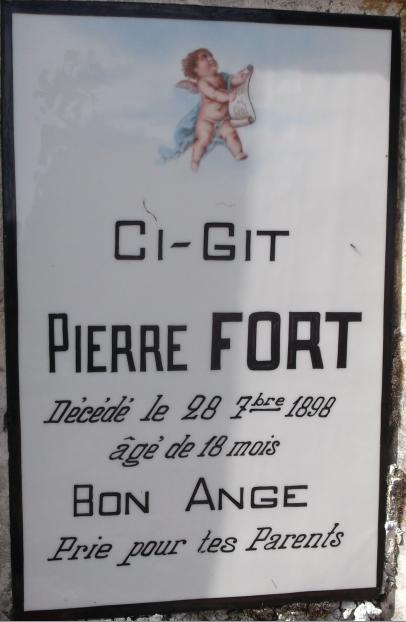 CI-GIT
PIERRE FORT
Décédé le 28 7bre 1898
âgé de 18 mois
BON ANGE
Prie pour tes Parents